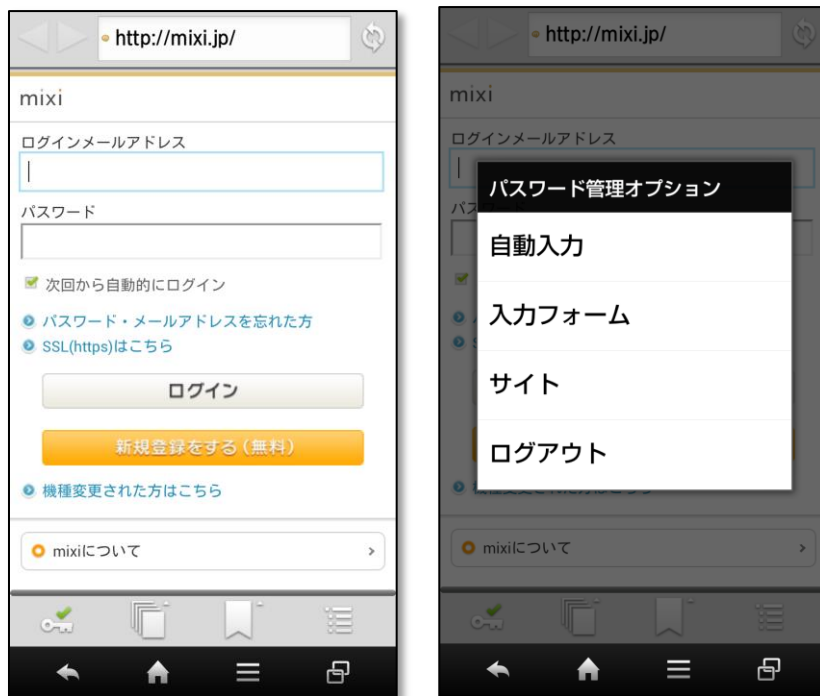 http://mixi.jp/
mixi
ログインメールアドレス
パスワード
次回から自動的にログイン
パスワード・メールアドレスを忘れた方
SSL(https)はこちら
ログイン
新規登録をする(無料)
機種変更された方はこちら
mixiについて
http://mixi.jp/
mixi
ログインメールアドレス
パスワード管理オプション
自動入力
入力フォーム
サイト
ログアウト
mixiについて